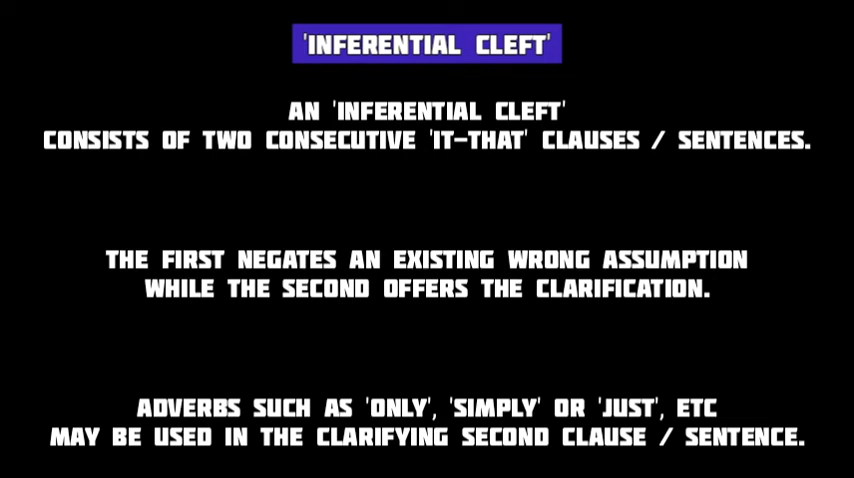 'INFERENTIAL CLEFT'
AN 'INFERENTIAL CLEFT'
CONSISTS OF TWO CONSECUTIVE 'IT-THAT' CLAUSES / SENTENCES.
THE FIRST NEGATES AN EXISTING WRONG ASSUMPTION
WHILE THE SECOND OFFERS THE CLARIFICATION.
ADVERBS SUCH AS 'ONLY', 'SIMPLY' OR 'JUST', ETC
MAY BE USED IN THE CLARIFYING SECOND CLAUSE / SENTENCE.